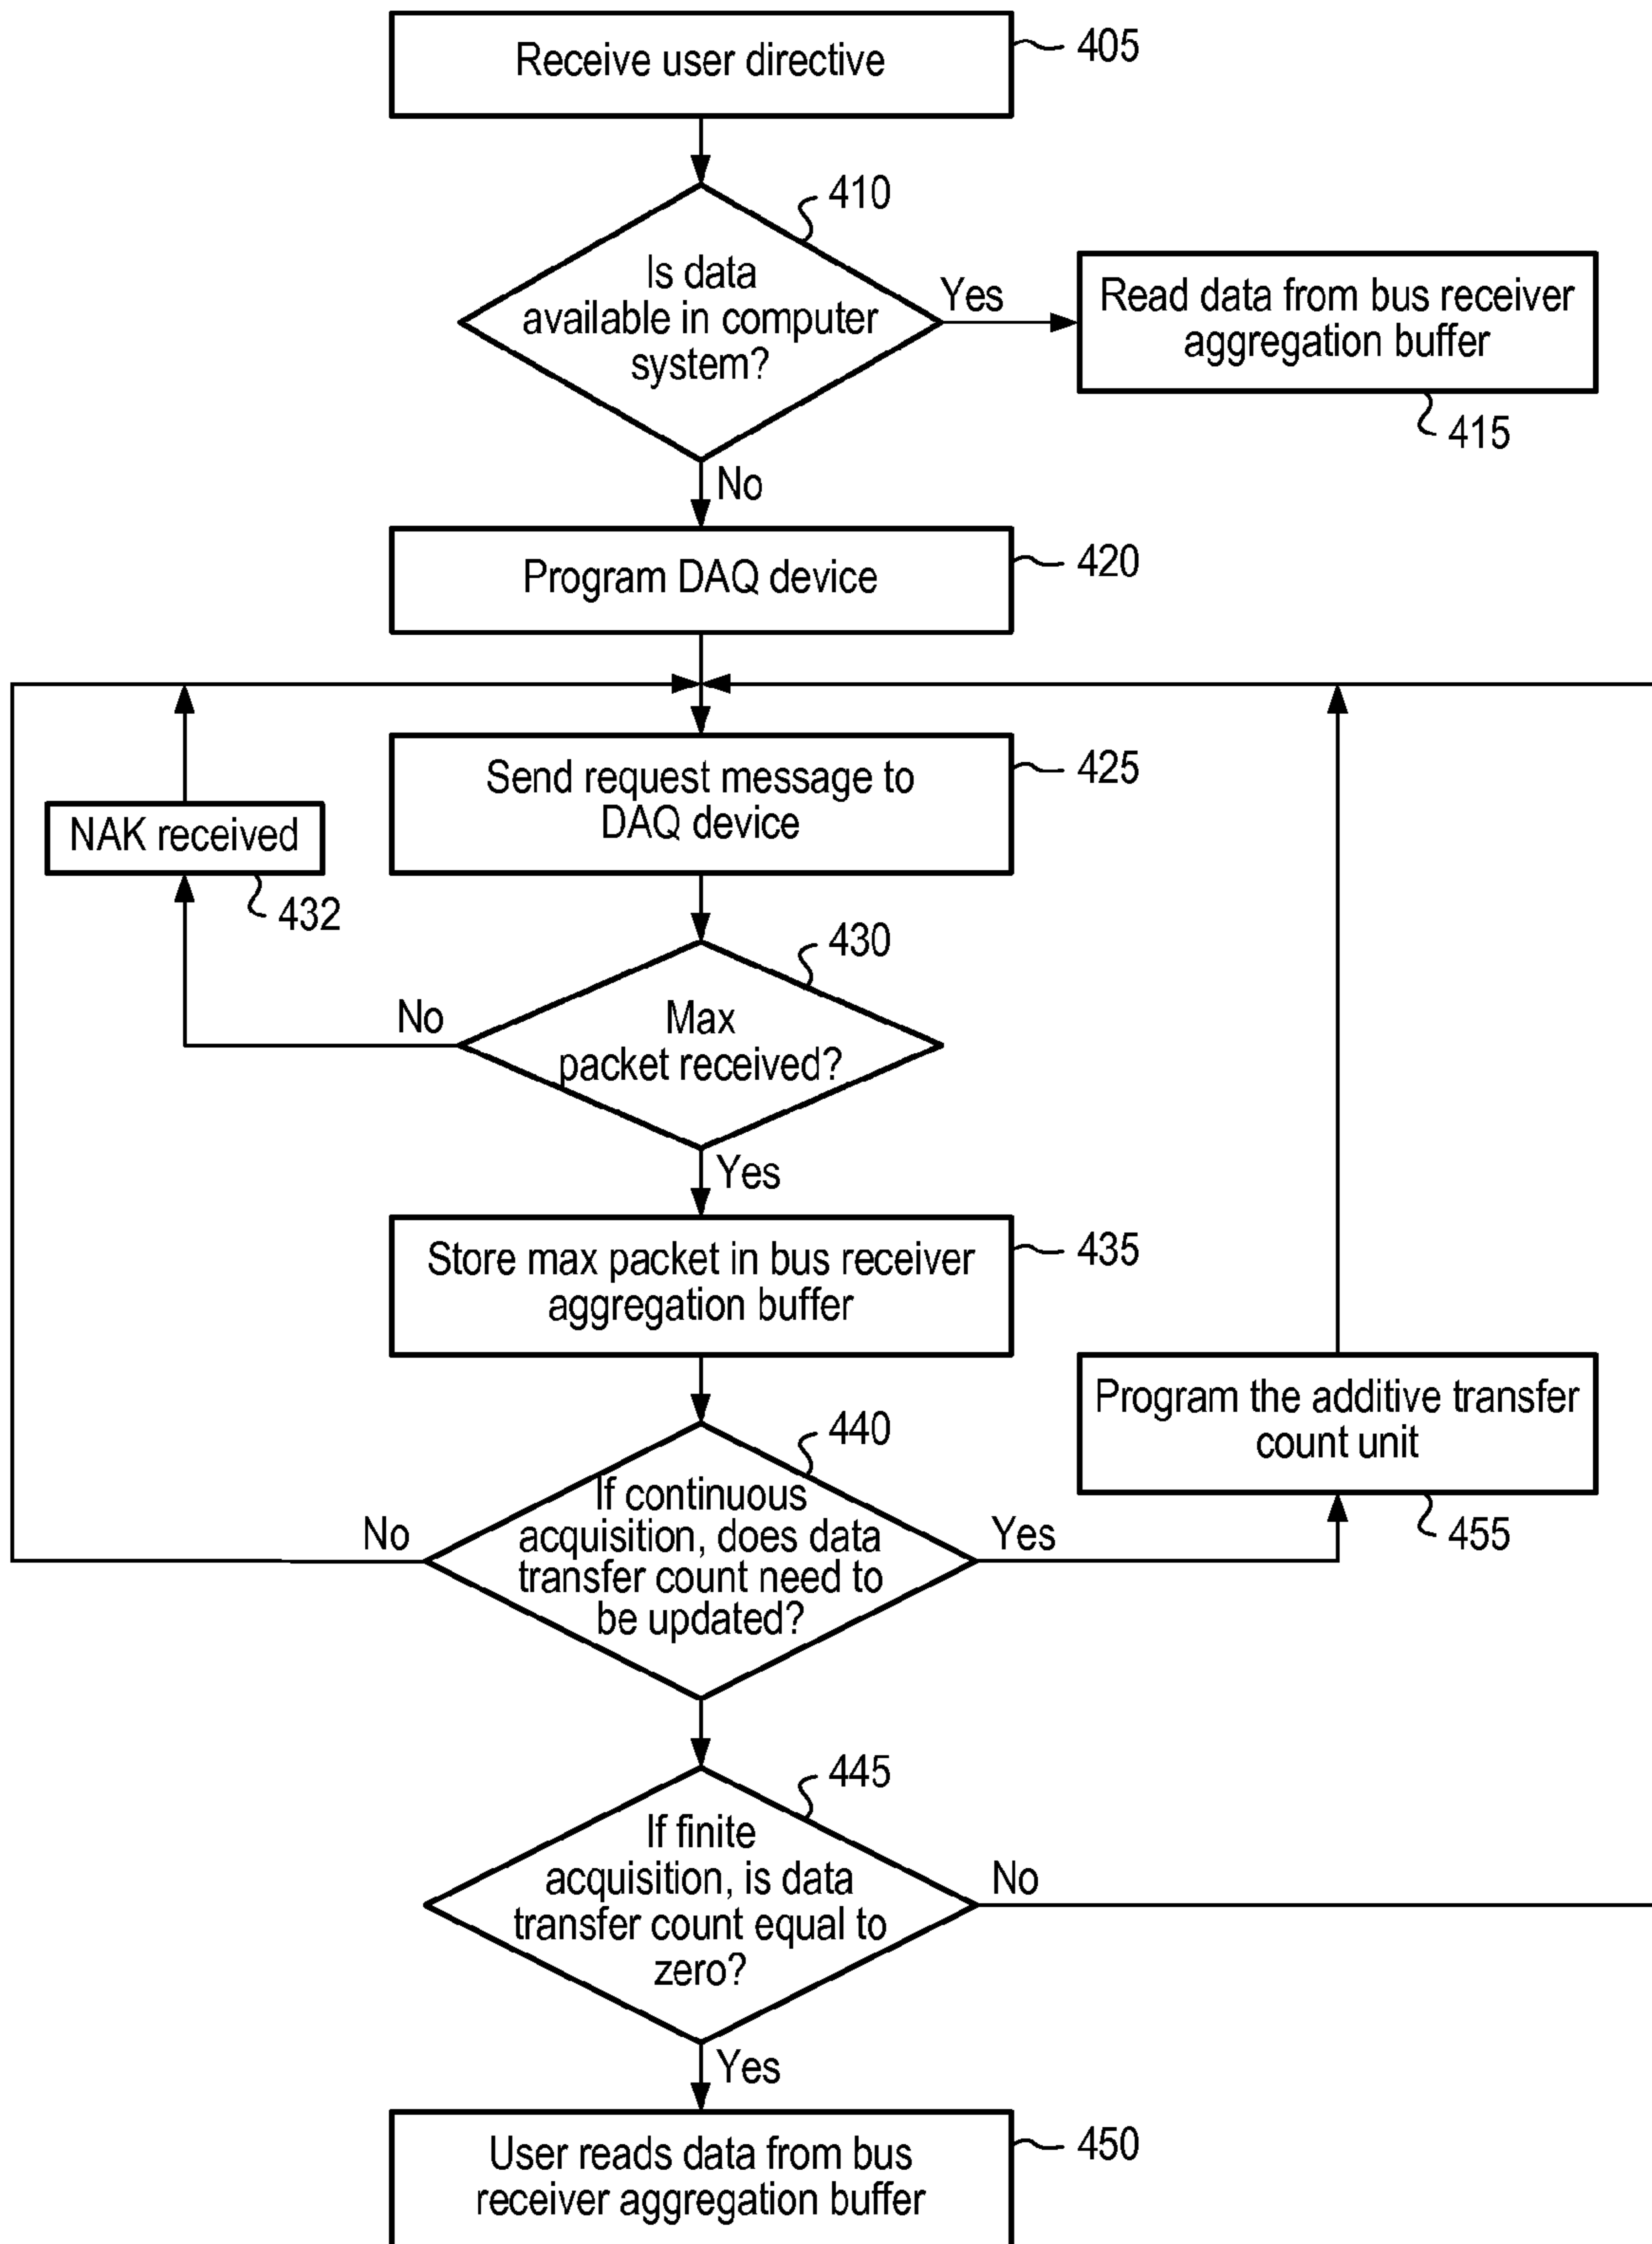 Receive user directive
405
410
Is data
available in computer
system?
Yes
Read data from bus receiver
aggregation buffer
415
No
Program DAQ device
420
Send request message to
DAQ device
425
NAK received
432
430
No
Max
packet received?
Yes
Store max packet in bus receiver
aggregation buffer
435
Program the additive transfer
count unit
455
440
No
If continuous
acquisition, does data
transfer count need to
be updated?
Yes
445
If finite
acquisition, is data
transfer count equal to
zero?
No
Yes
User reads data from bus
receiver aggregation buffer
450